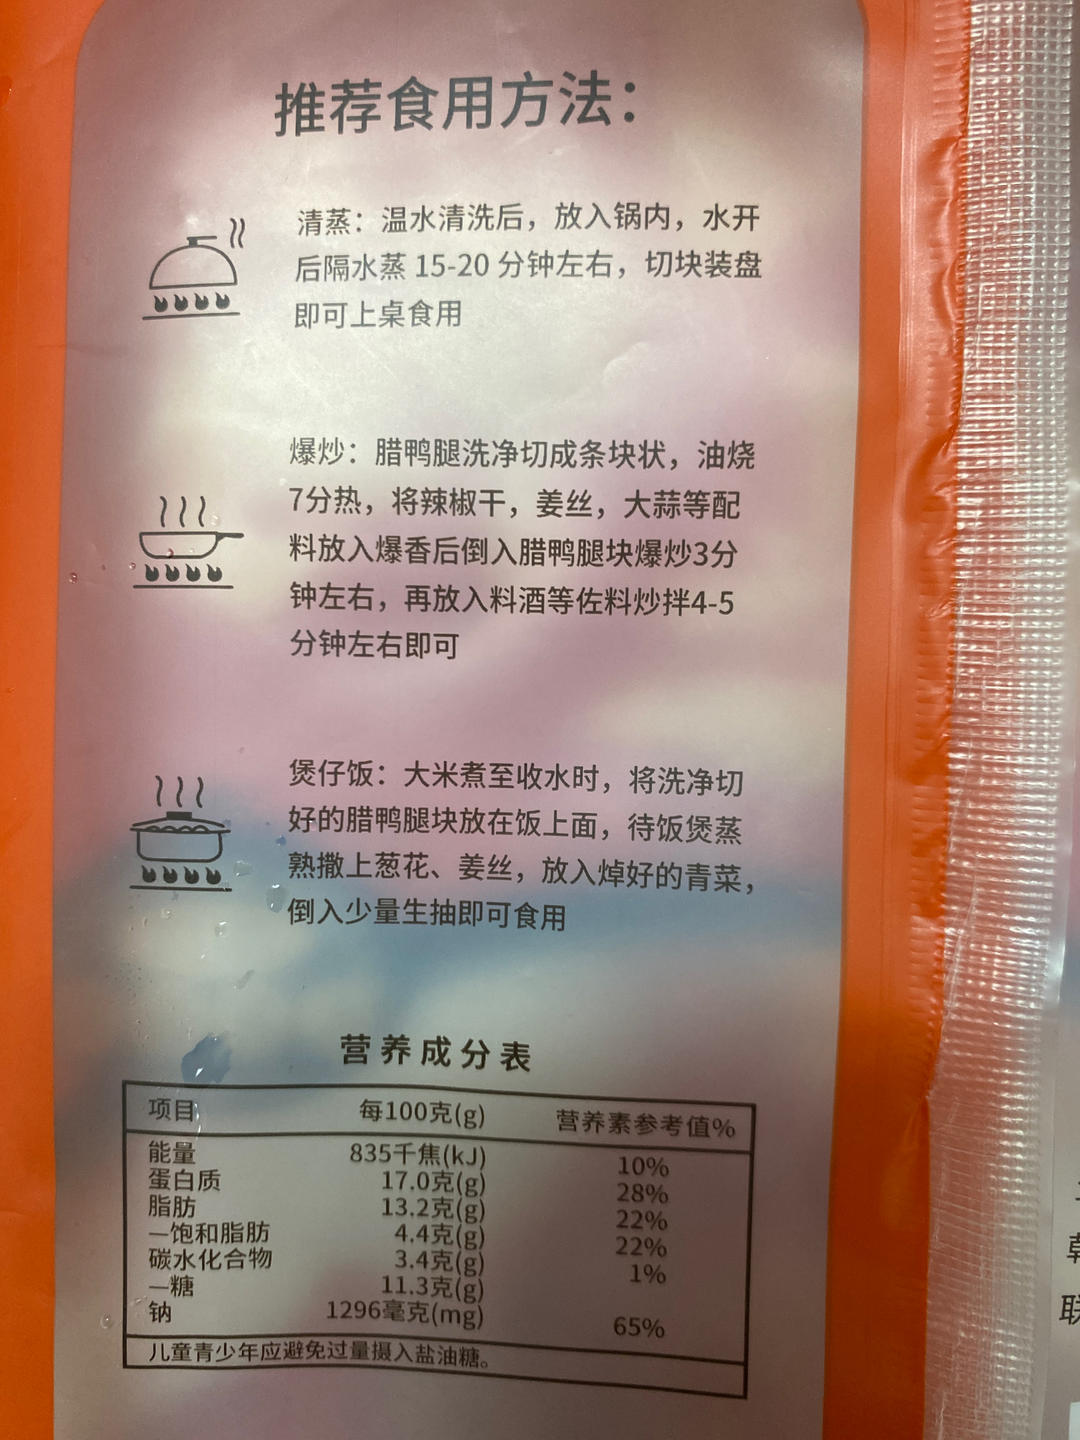 推荐食用方法：
清蒸：温水清洗后，放入锅内，水开
后隔水蒸 15-20 分钟左右，切块装盘
即可上桌食用
爆炒：腊鸭腿洗净切成条块状，油烧
7分热，将辣椒干，姜丝，大蒜等配
料放入爆香后倒入腊鸭腿块爆炒3分
钟左右，再放入料酒等佐料炒拌4-5
分钟左右即可
煲仔饭：大米煮至收水时，将洗净切
好的腊鸭腿块放在饭上面，待饭煲蒸
熟撒上葱花、姜丝，放入焯好的青菜，
倒入少量生抽即可食用
营养成分表
项目 每100克(g) 营养素参考值%
能量 835千焦(kJ) 10%
蛋白质 17.0克(g) 28%
脂肪 13.2克(g) 22%
—饱和脂肪 4.4克(g) 22%
碳水化合物 3.4克(g) 1%
—糖 11.3克(g)
钠 1296毫克(mg) 65%
儿童青少年应避免过量摄入盐油糖。